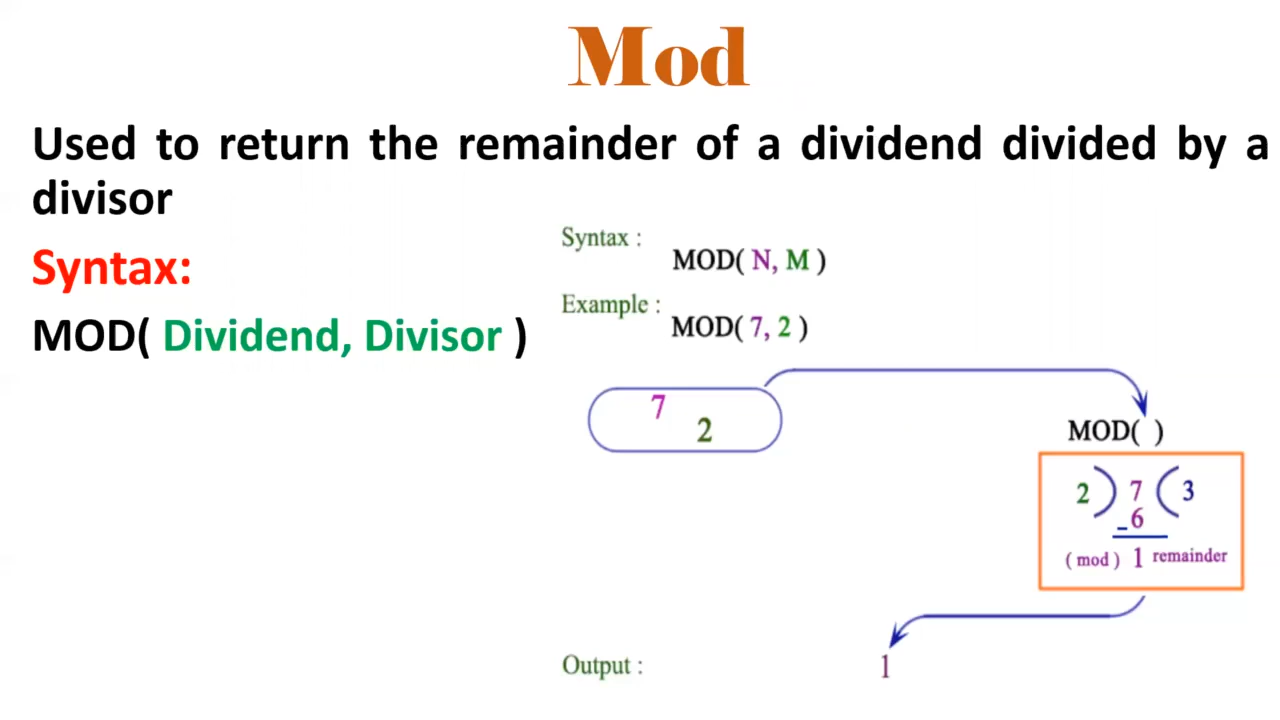 Mod
Used to return the remainder of a dividend divided by a
divisor
Syntax:
MOD( Dividend, Divisor )
Syntax :
MOD( N, M )
Example :
MOD( 7, 2 )
7
2
MOD( )
2 ) 7 ( 3
- 6
( mod ) 1 remainder
Output :
1